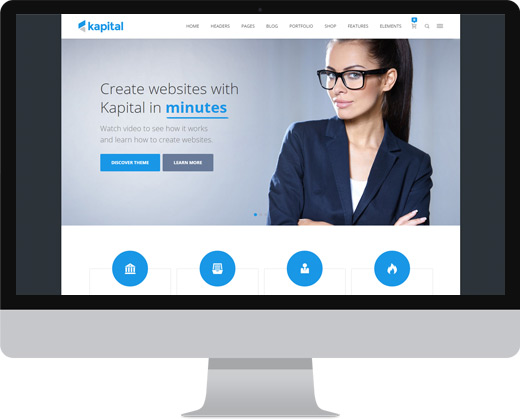 kapital
HOME HEADERS PAGES BLOG PORTFOLIO SHOP FEATURES ELEMENTS
Create websites with
Kapital in minutes
Watch video to see how it works
and learn how to create websites.
DISCOVER THEME LEARN MORE